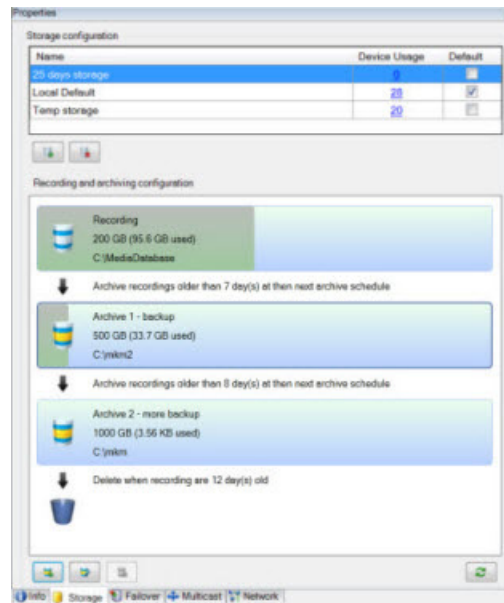 Properties
Storage configuration
Name Device Usage Default
25 days storage 0
Local Default 28
Temp storage 20
Recording and archiving configuration
Recording
200 GB (95.6 GB used)
C:\MediaDatabase
Archive recordings older than 7 day(s) at then next archive schedule
Archive 1 - backup
500 GB (33.7 GB used)
C:\mkm2
Archive recordings older than 8 day(s) at then next archive schedule
Archive 2 - more backup
1000 GB (3.56 KB used)
C:\mkm
Delete when recording are 12 day(s) old
Info Storage Failover Multicast Network